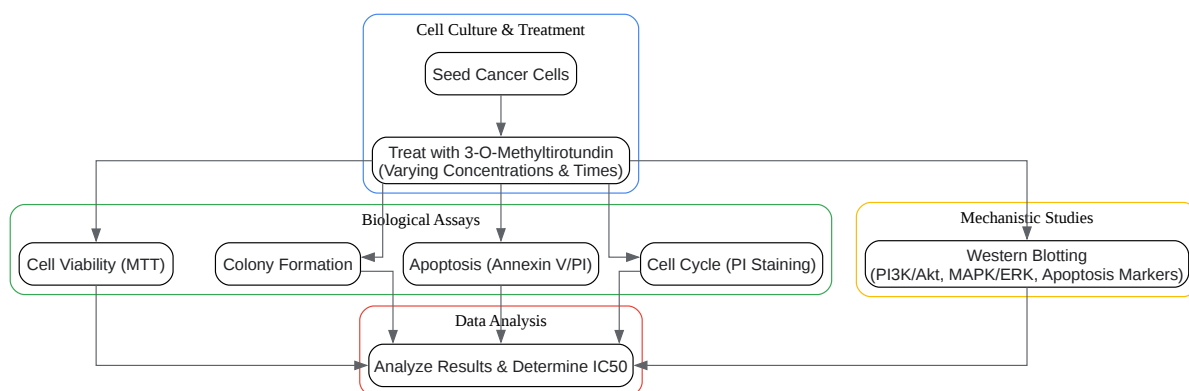 Cell Culture & Treatment
Seed Cancer Cells
Treat with 3-O-Methyltirotundin
(Varying Concentrations & Times)
Biological Assays
Mechanistic Studies
Cell Viability (MTT)
Colony Formation
Apoptosis (Annexin V/PI)
Cell Cycle (PI Staining)
Western Blotting
(PI3K/Akt, MAPK/ERK, Apoptosis Markers)
Data Analysis
Analyze Results & Determine IC50